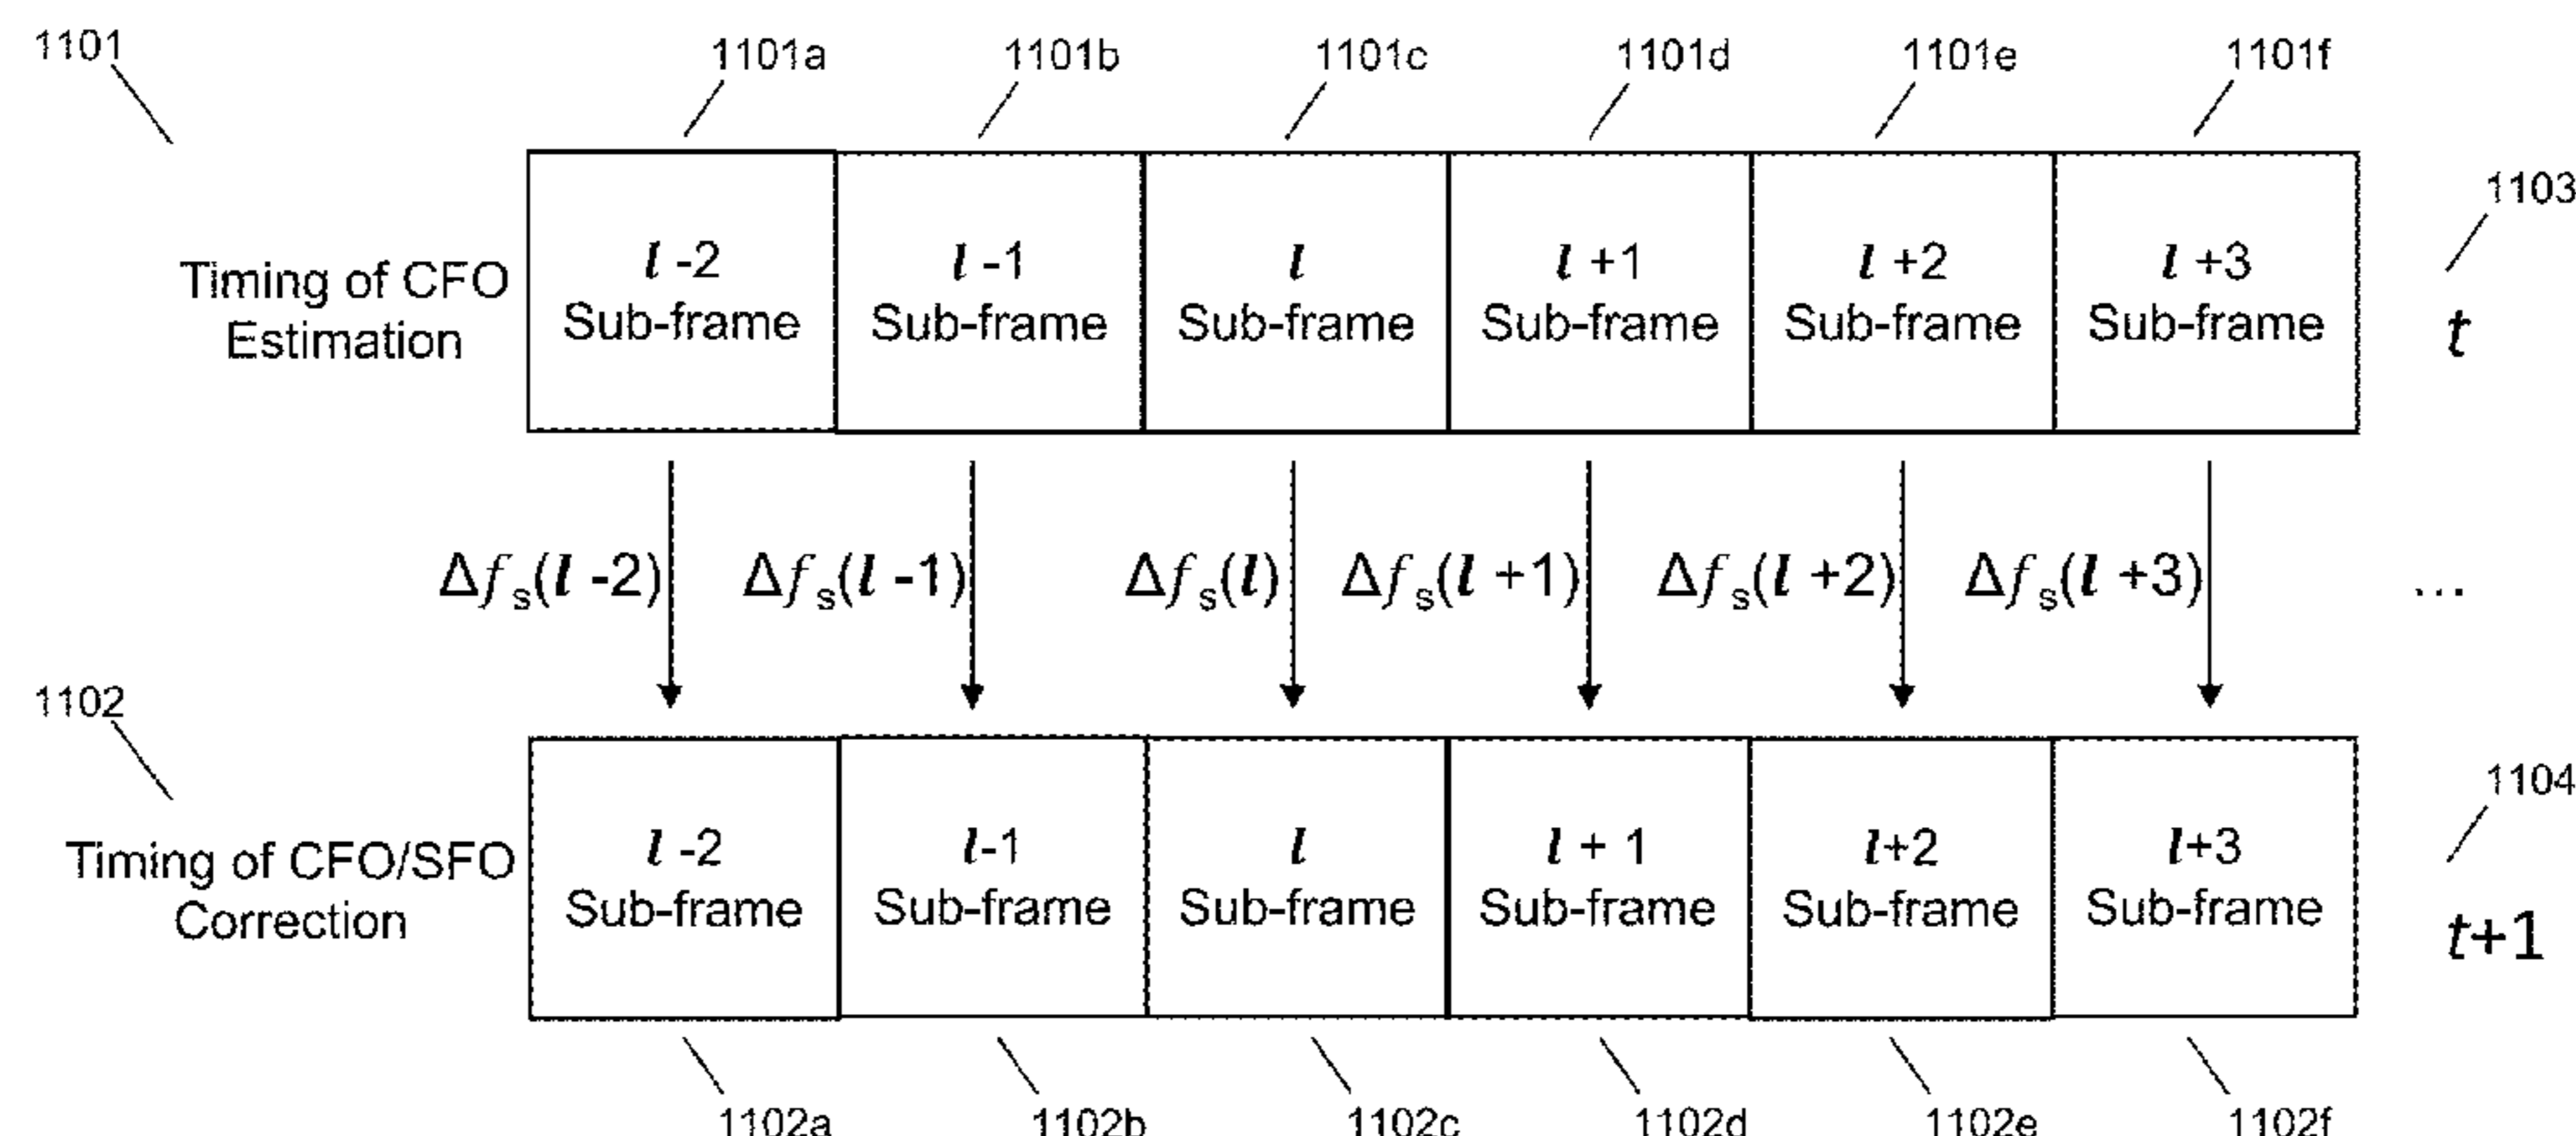 1101
1101a 1101b 1101c 1101d 1101e 1101f
1103
Timing of CFO
Estimation
l -2
Sub-frame
l -1
Sub-frame
l
Sub-frame
l +1
Sub-frame
l +2
Sub-frame
l +3
Sub-frame
t
Δfs(l -2) Δfs(l -1) Δfs(l) Δfs(l +1) Δfs(l +2) Δfs(l +3) ...
1102
1104
Timing of CFO/SFO
Correction
l -2
Sub-frame
l-1
Sub-frame
l
Sub-frame
l + 1
Sub-frame
l+2
Sub-frame
l+3
Sub-frame
t+1
1102a 1102b 1102c 1102d 1102e 1102f